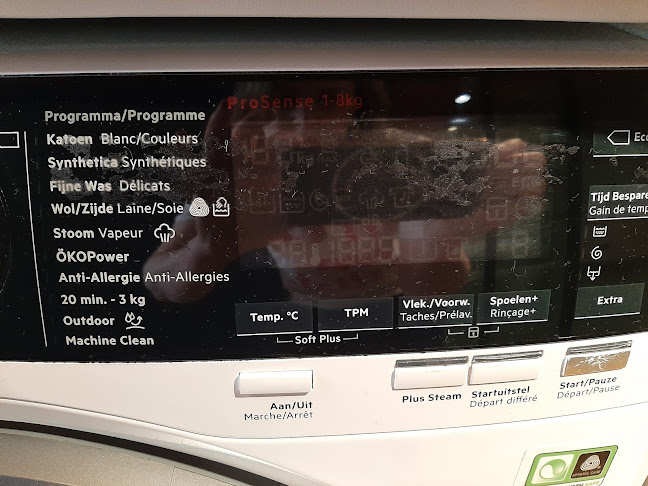 ProSense 1-8kg
Programma/Programme
Katoen Blanc/Couleurs
Synthetica Synthétiques
Fijne Was Délicats
Wol/Zijde Laine/Soie
Stoom Vapeur
ÖKOPower
Anti-Allergie Anti-Allergies
20 min. - 3 kg
Outdoor
Machine Clean
Temp. °C
TPM
Vlek./Voorw.
Taches/Prélav.
Spoelen+
Rinçage+
Soft Plus
Eco
Tijd Bespare
Gain de temp
Extra
Aan/Uit
Marche/Arrêt
Plus Steam
Startuitstel
Départ différé
Start/Pauze
Départ/Pause